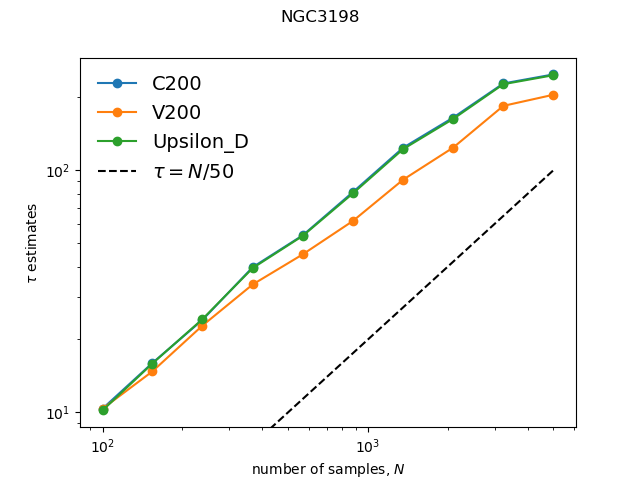 NGC3198
C200
V200
Upsilon_D
τ = N/50
10²
10¹
τ estimates
10² 10³
number of samples, N